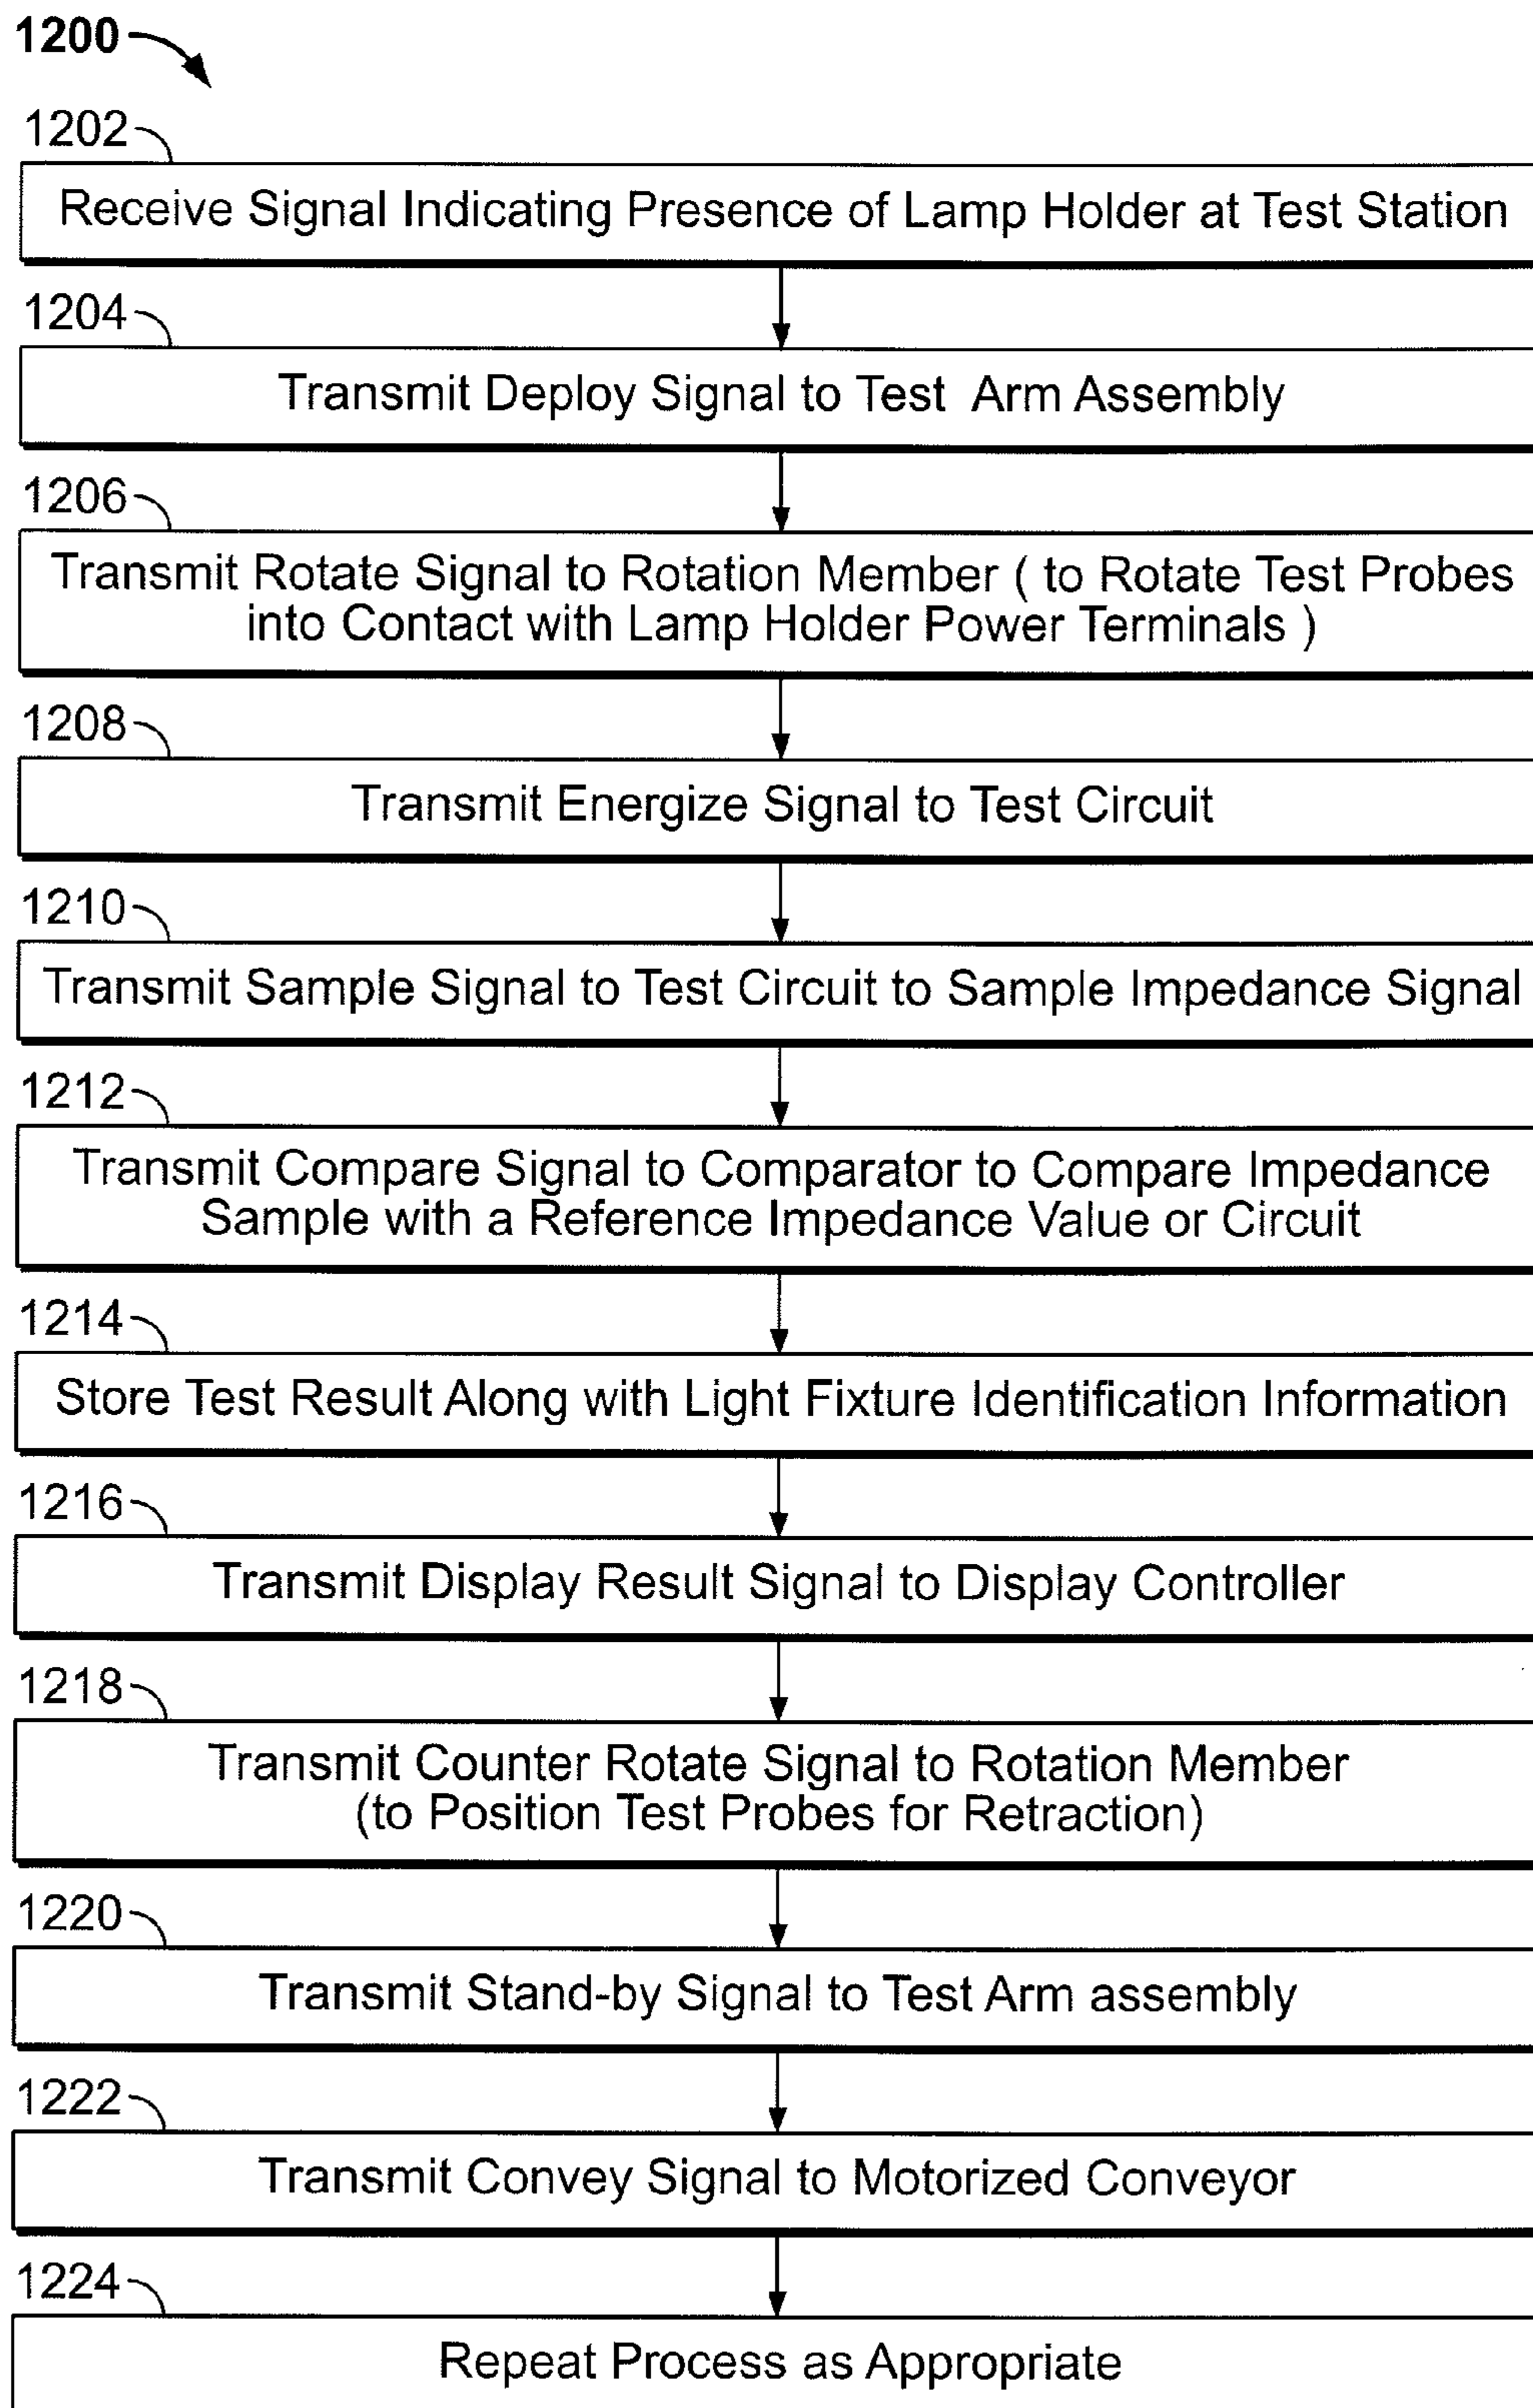 1200
1202
Receive Signal Indicating Presence of Lamp Holder at Test Station
1204
Transmit Deploy Signal to Test Arm Assembly
1206
Transmit Rotate Signal to Rotation Member ( to Rotate Test Probes
into Contact with Lamp Holder Power Terminals )
1208
Transmit Energize Signal to Test Circuit
1210
Transmit Sample Signal to Test Circuit to Sample Impedance Signal
1212
Transmit Compare Signal to Comparator to Compare Impedance
Sample with a Reference Impedance Value or Circuit
1214
Store Test Result Along with Light Fixture Identification Information
1216
Transmit Display Result Signal to Display Controller
1218
Transmit Counter Rotate Signal to Rotation Member
(to Position Test Probes for Retraction)
1220
Transmit Stand-by Signal to Test Arm assembly
1222
Transmit Convey Signal to Motorized Conveyor
1224
Repeat Process as Appropriate